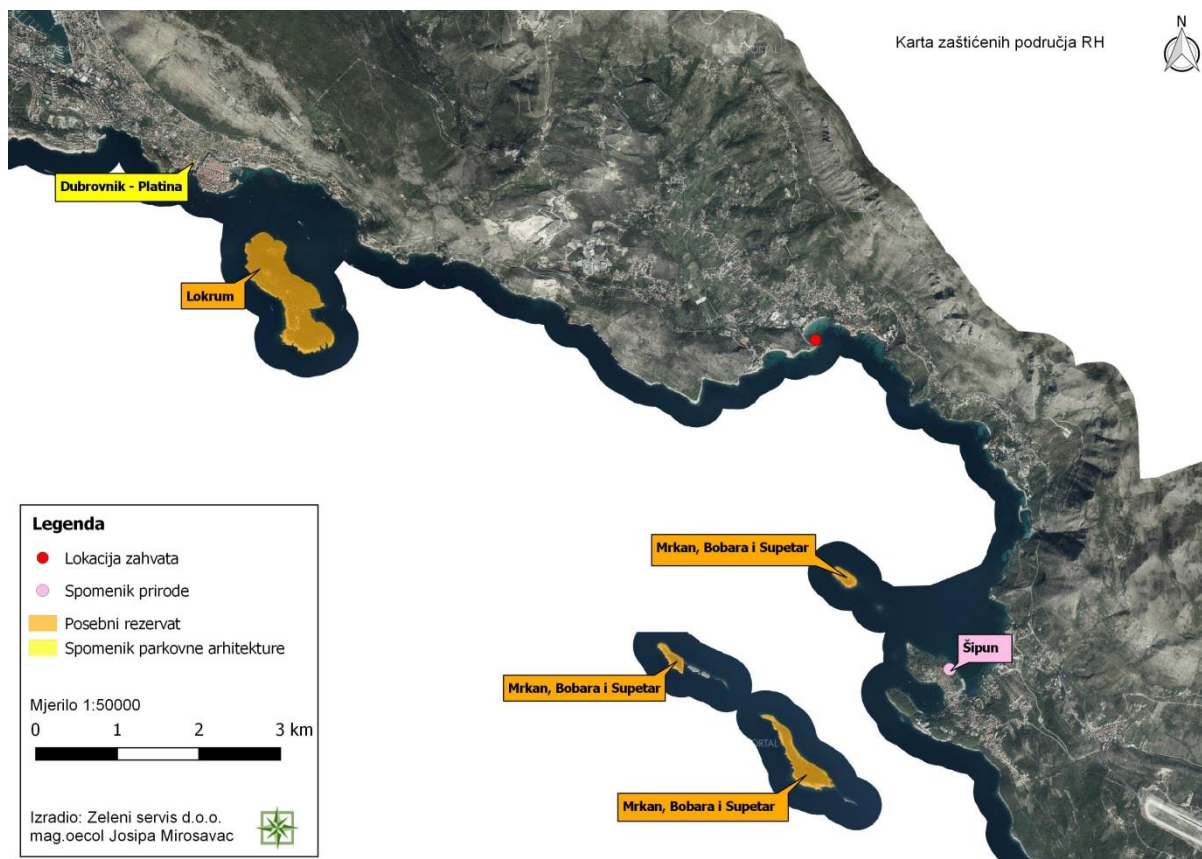 Karta zaštićenih područja RH
N
Dubrovnik - Platina
Lokrum
Mrkan, Bobara i Supetar
Šipun
Mrkan, Bobara i Supetar
Mrkan, Bobara i Supetar
Legenda
Lokacija zahvata
Spomenik prirode
Posebni rezervat
Spomenik parkovne arhitekture
Mjerilo 1:50000
0 1 2 3 km
Izradio: Zeleni servis d.o.o.
mag.oecol Josipa Mirosavac